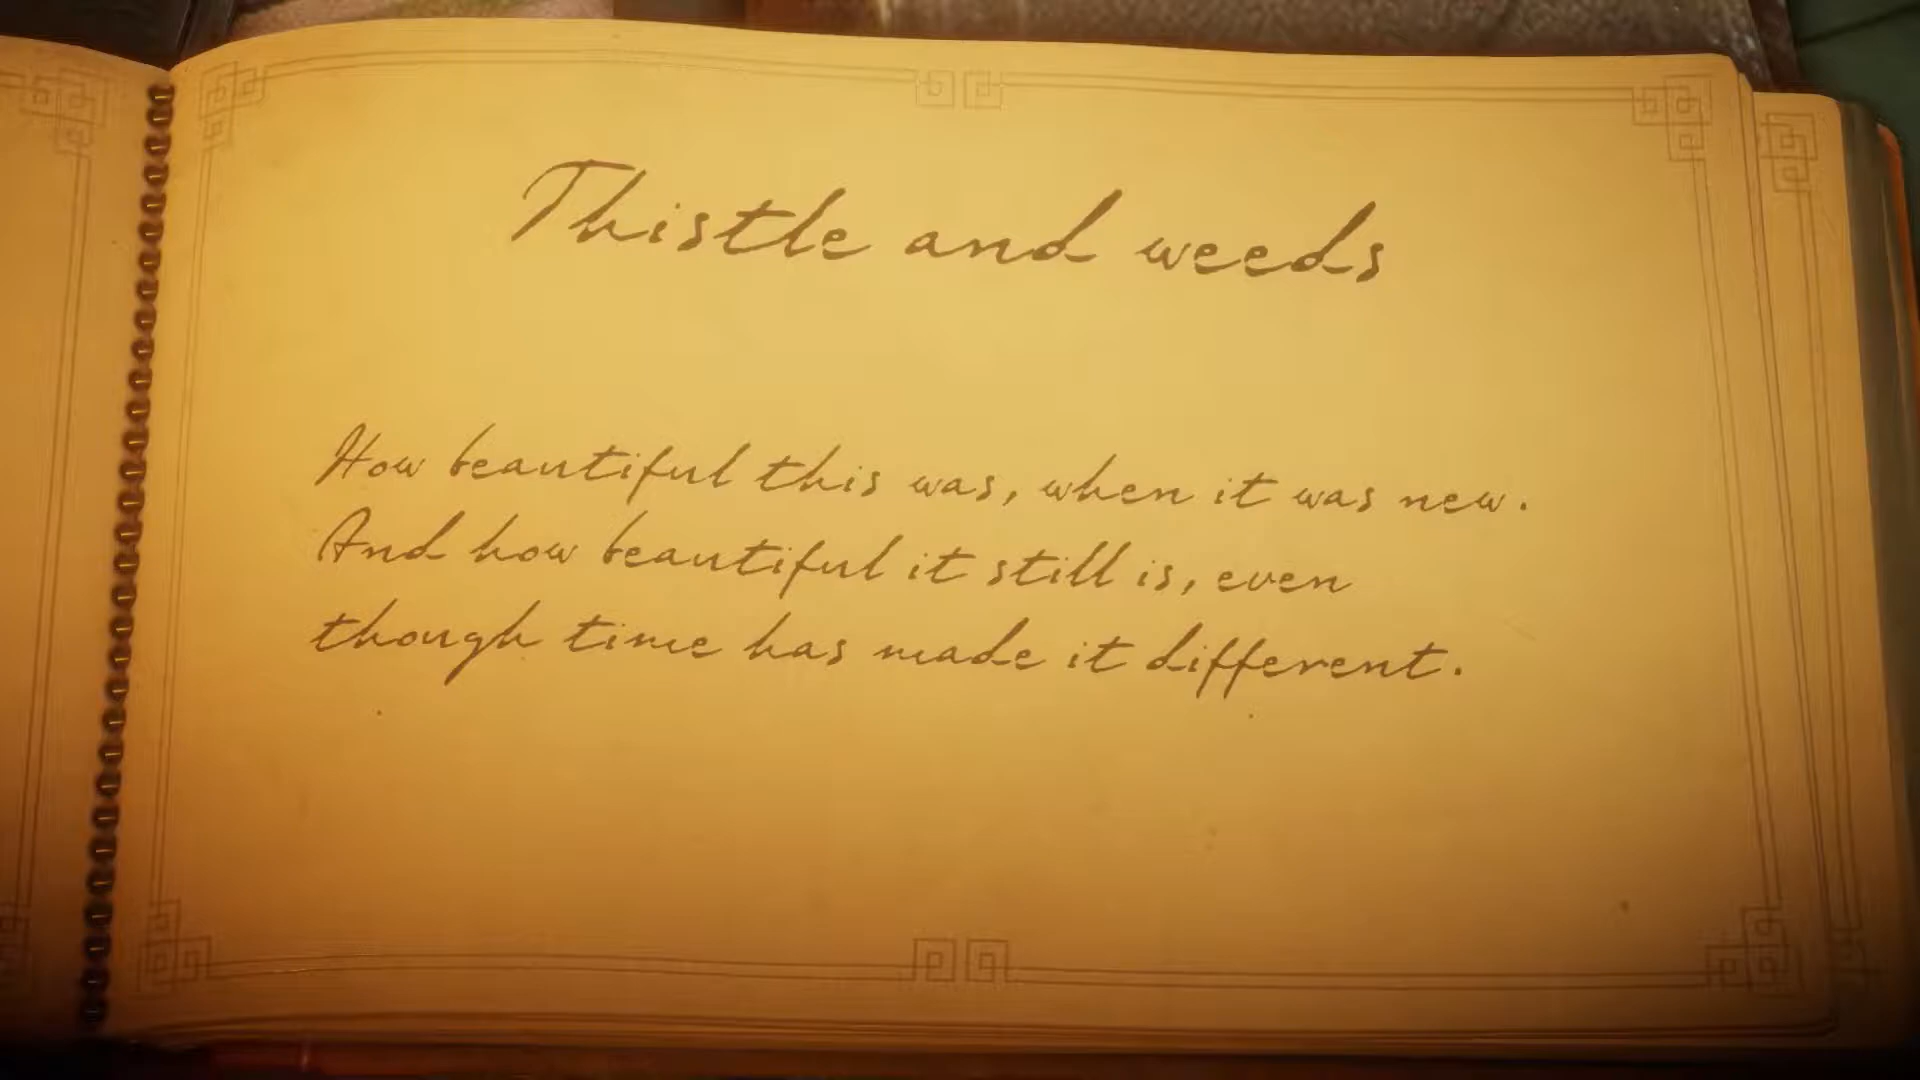 Thistle and weeds
How beautiful this was, when it was new.
And how beautiful it still is, even
though time has made it different.